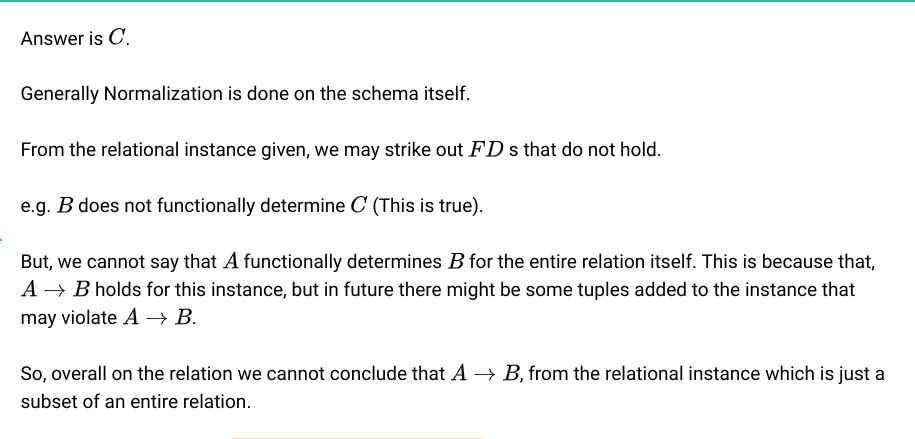 Answer is C.
Generally Normalization is done on the schema itself.
From the relational instance given, we may strike out FD s that do not hold.
e.g. B does not functionally determine C (This is true).
But, we cannot say that A functionally determines B for the entire relation itself. This is because that,
A → B holds for this instance, but in future there might be some tuples added to the instance that
may violate A → B.
So, overall on the relation we cannot conclude that A → B, from the relational instance which is just a
subset of an entire relation.